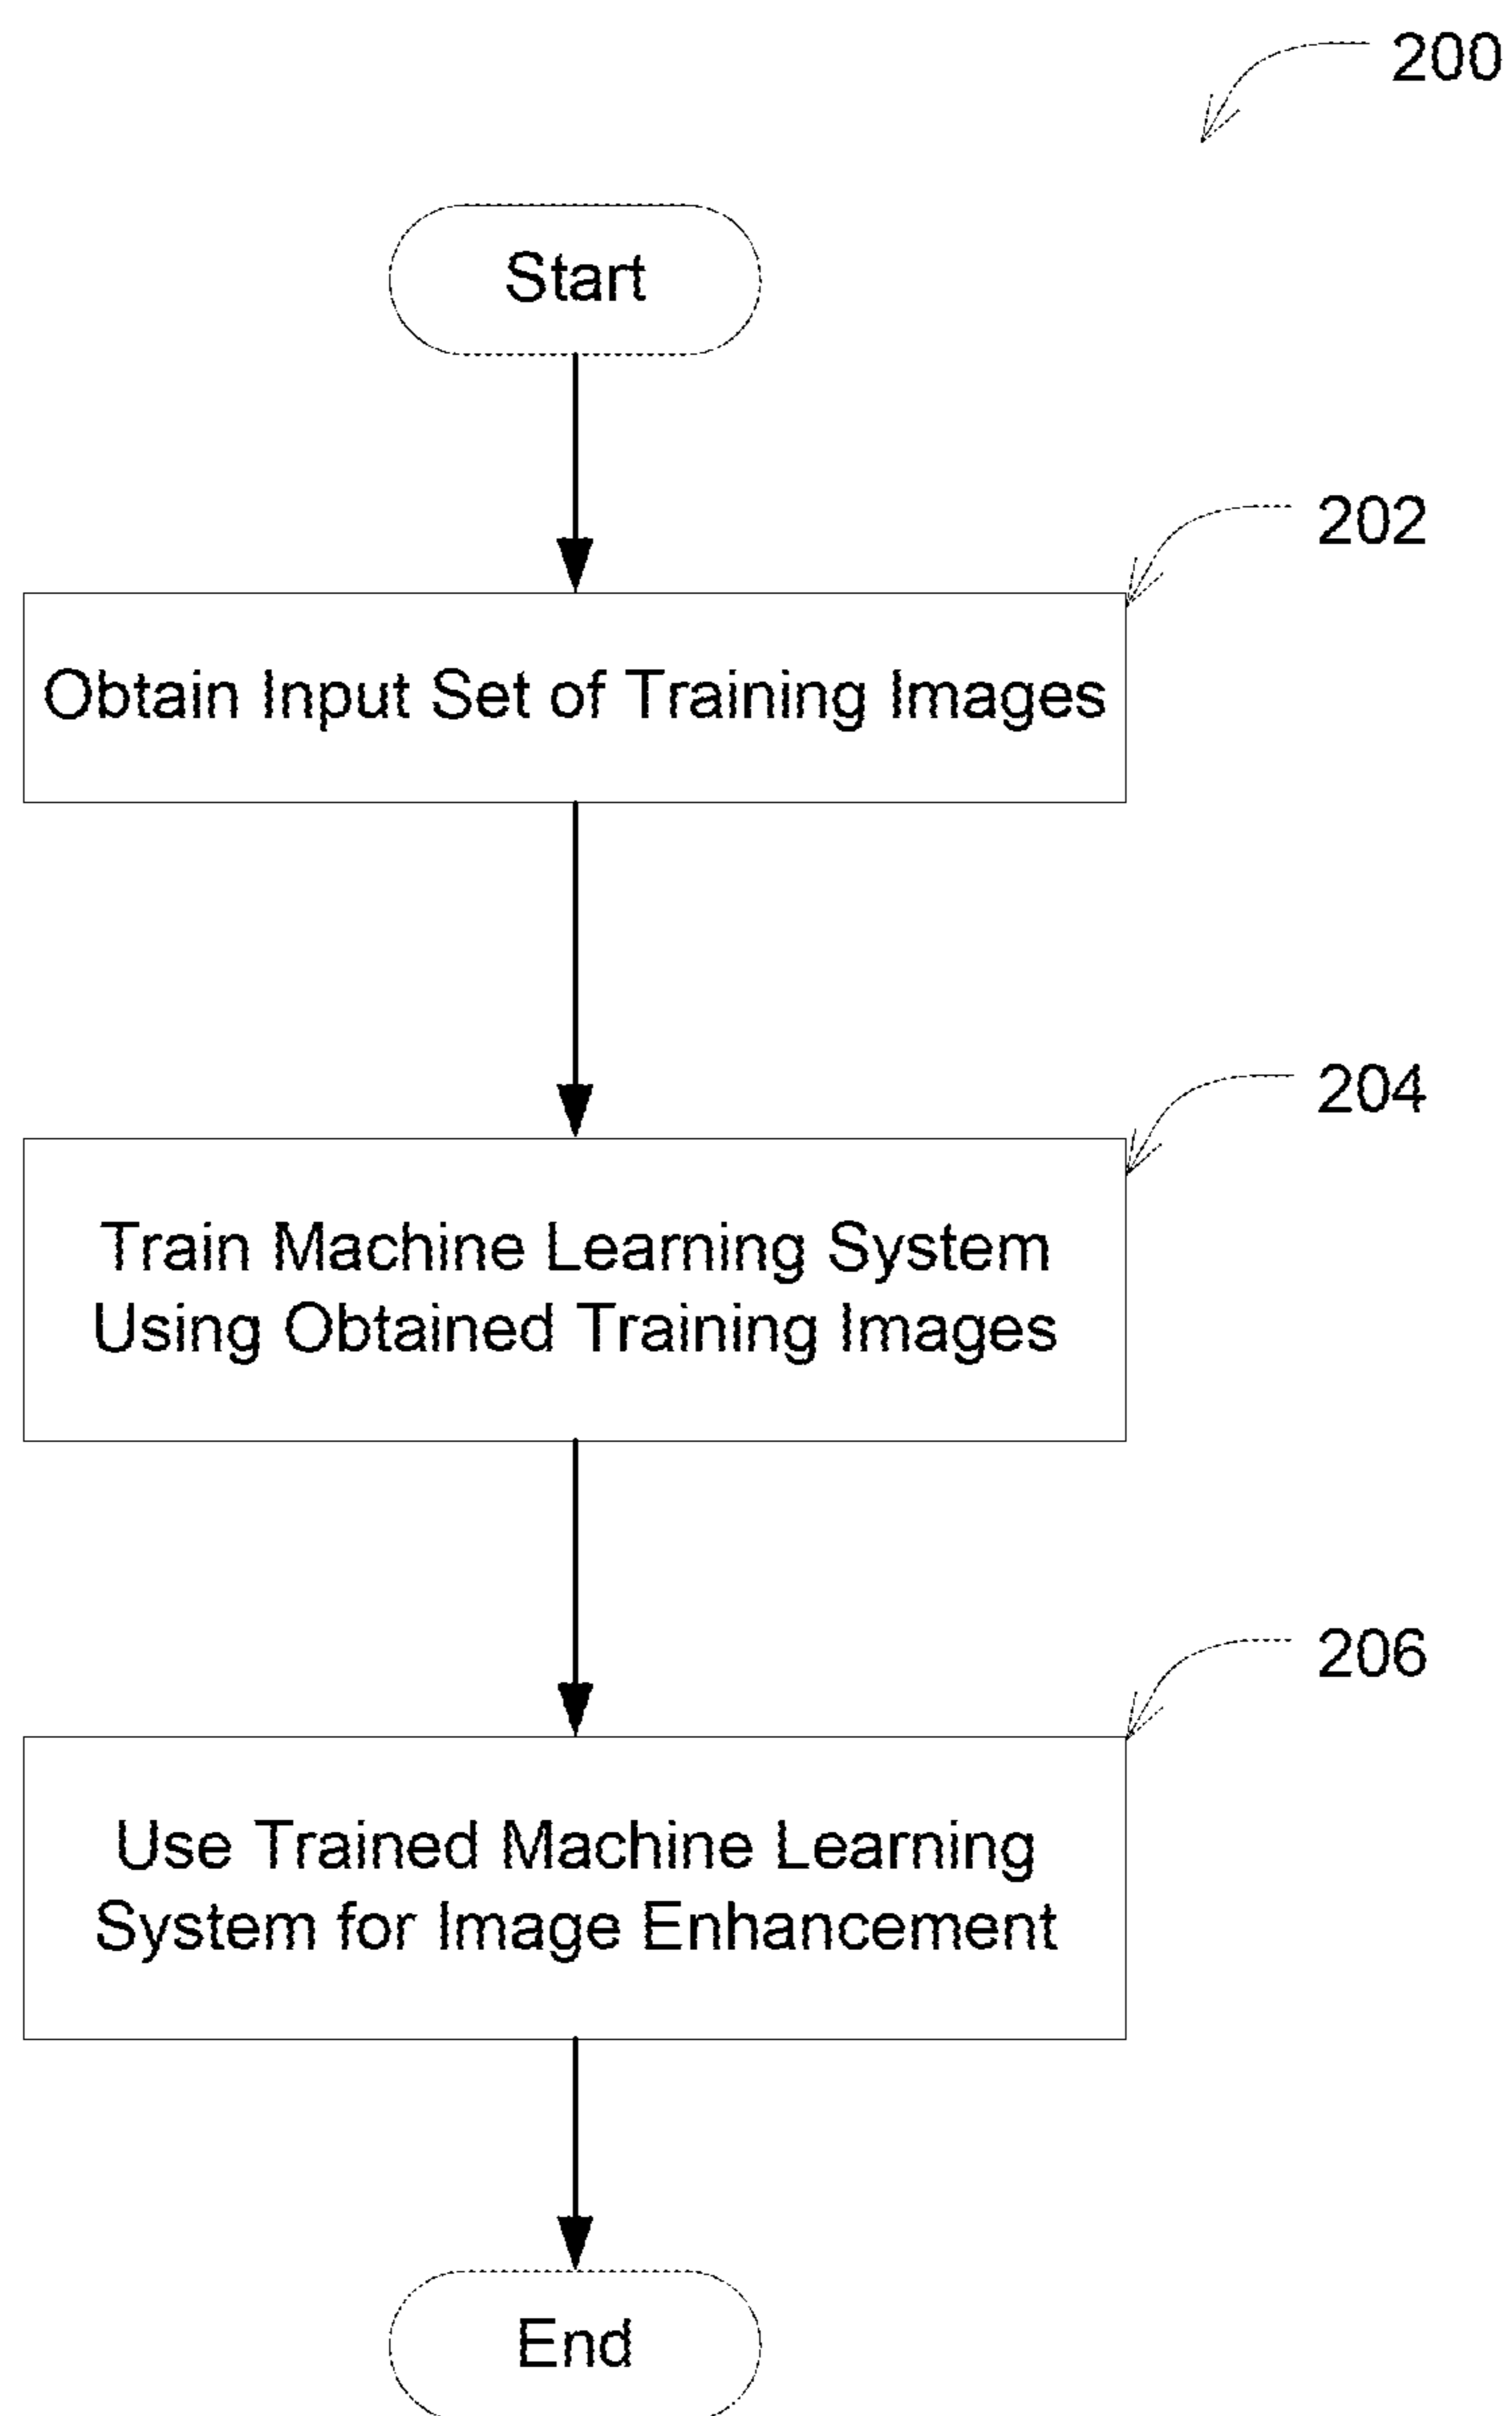 200
Start
202
Obtain Input Set of Training Images
204
Train Machine Learning System
Using Obtained Training Images
206
Use Trained Machine Learning
System for Image Enhancement
End